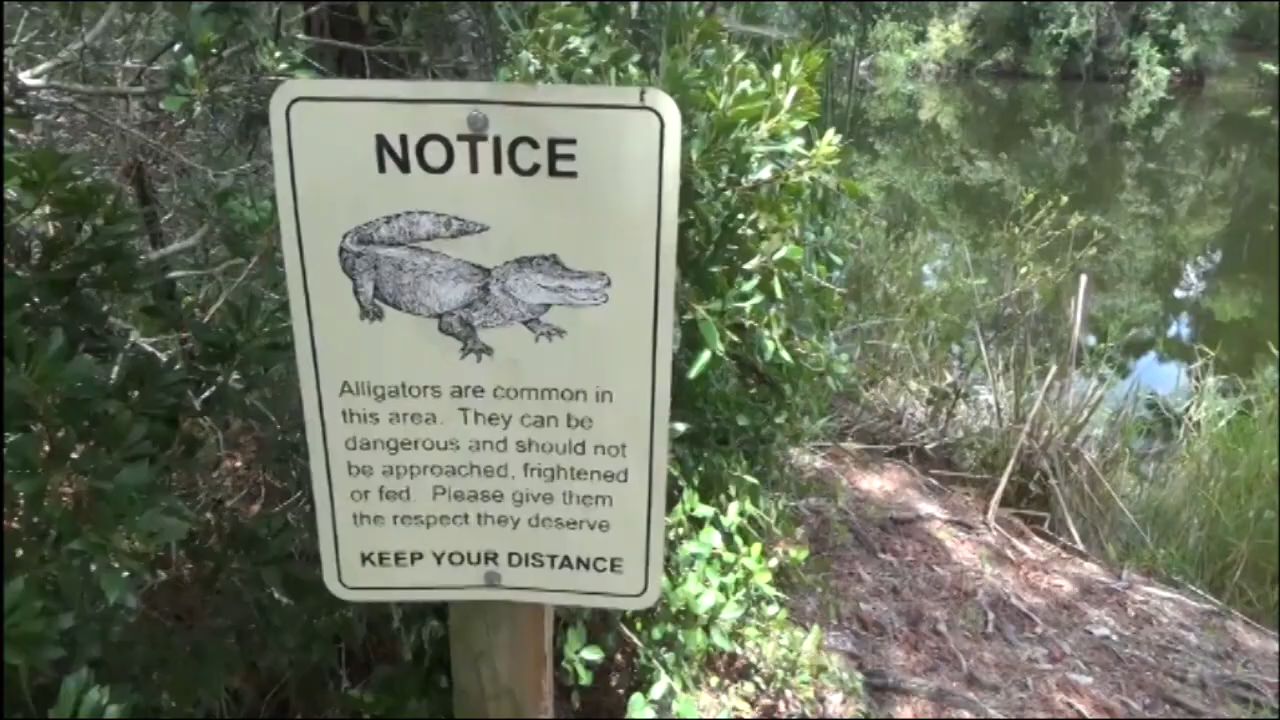 NOTICE
Alligators are common in
this area. They can be
dangerous and should not
be approached, frightened
or fed. Please give them
the respect they deserve
KEEP YOUR DISTANCE